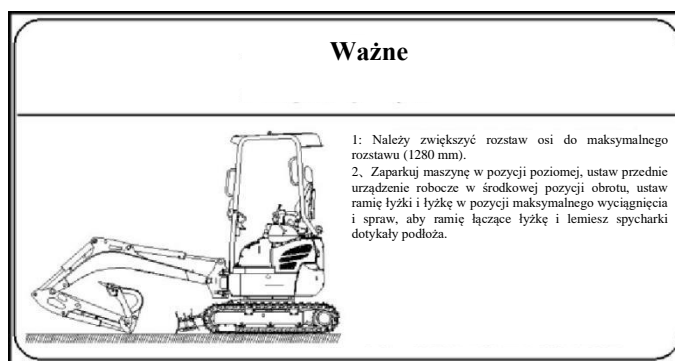 Ważne
1: Należy zwiększyć rozstaw osi do maksymalnego
rozstawu (1280 mm).
2、Zaparkuj maszynę w pozycji poziomej, ustaw przednie
urządzenie robocze w środkowej pozycji obrotu, ustaw
ramię łyżki i łyżkę w pozycji maksymalnego wyciągnięcia
i spraw, aby ramię łączące łyżkę i lemiesz spycharki
dotykały podłoża.